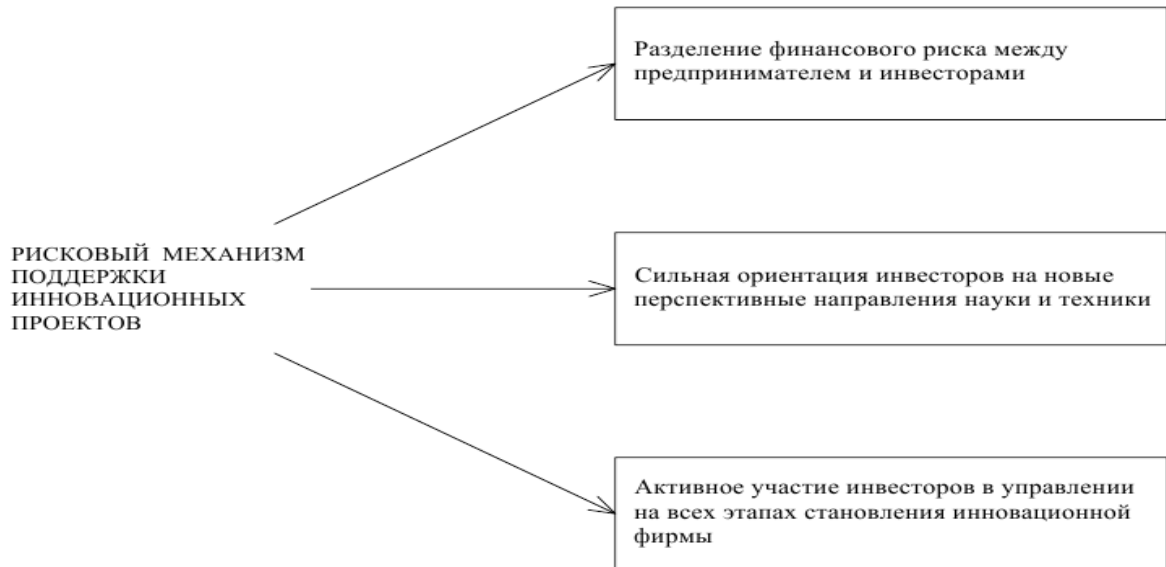 Разделение финансового риска между
предпринимателем и инвесторами
РИСКОВЫЙ МЕХАНИЗМ
ПОДДЕРЖКИ
ИННОВАЦИОННЫХ
ПРОЕКТОВ
Сильная ориентация инвесторов на новые
перспективные направления науки и техники
Активное участие инвесторов в управлении
на всех этапах становления инновационной
фирмы